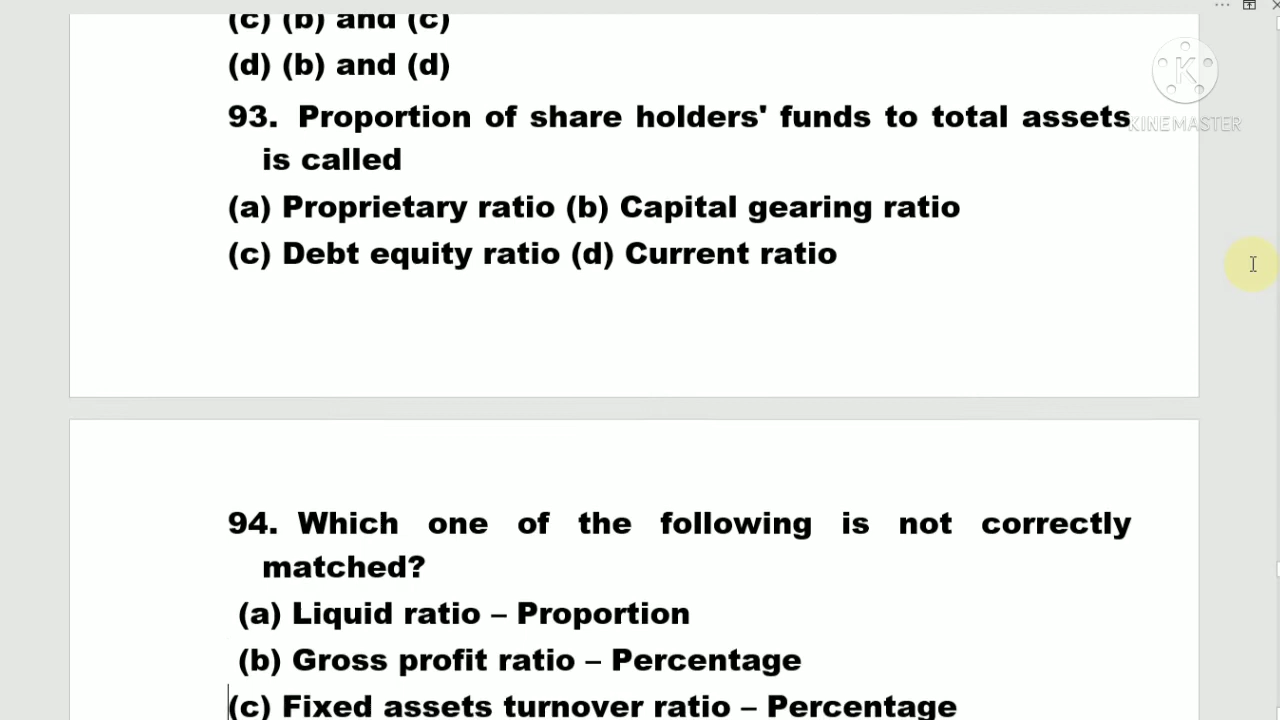 (c) (b) and (c)
(d) (b) and (d)
93. Proportion of share holders' funds to total assets
is called
(a) Proprietary ratio (b) Capital gearing ratio
(c) Debt equity ratio (d) Current ratio
K
KINEMASTER
94. Which one of the following is not correctly
matched?
(a) Liquid ratio – Proportion
(b) Gross profit ratio – Percentage
(c) Fixed assets turnover ratio – Percentage